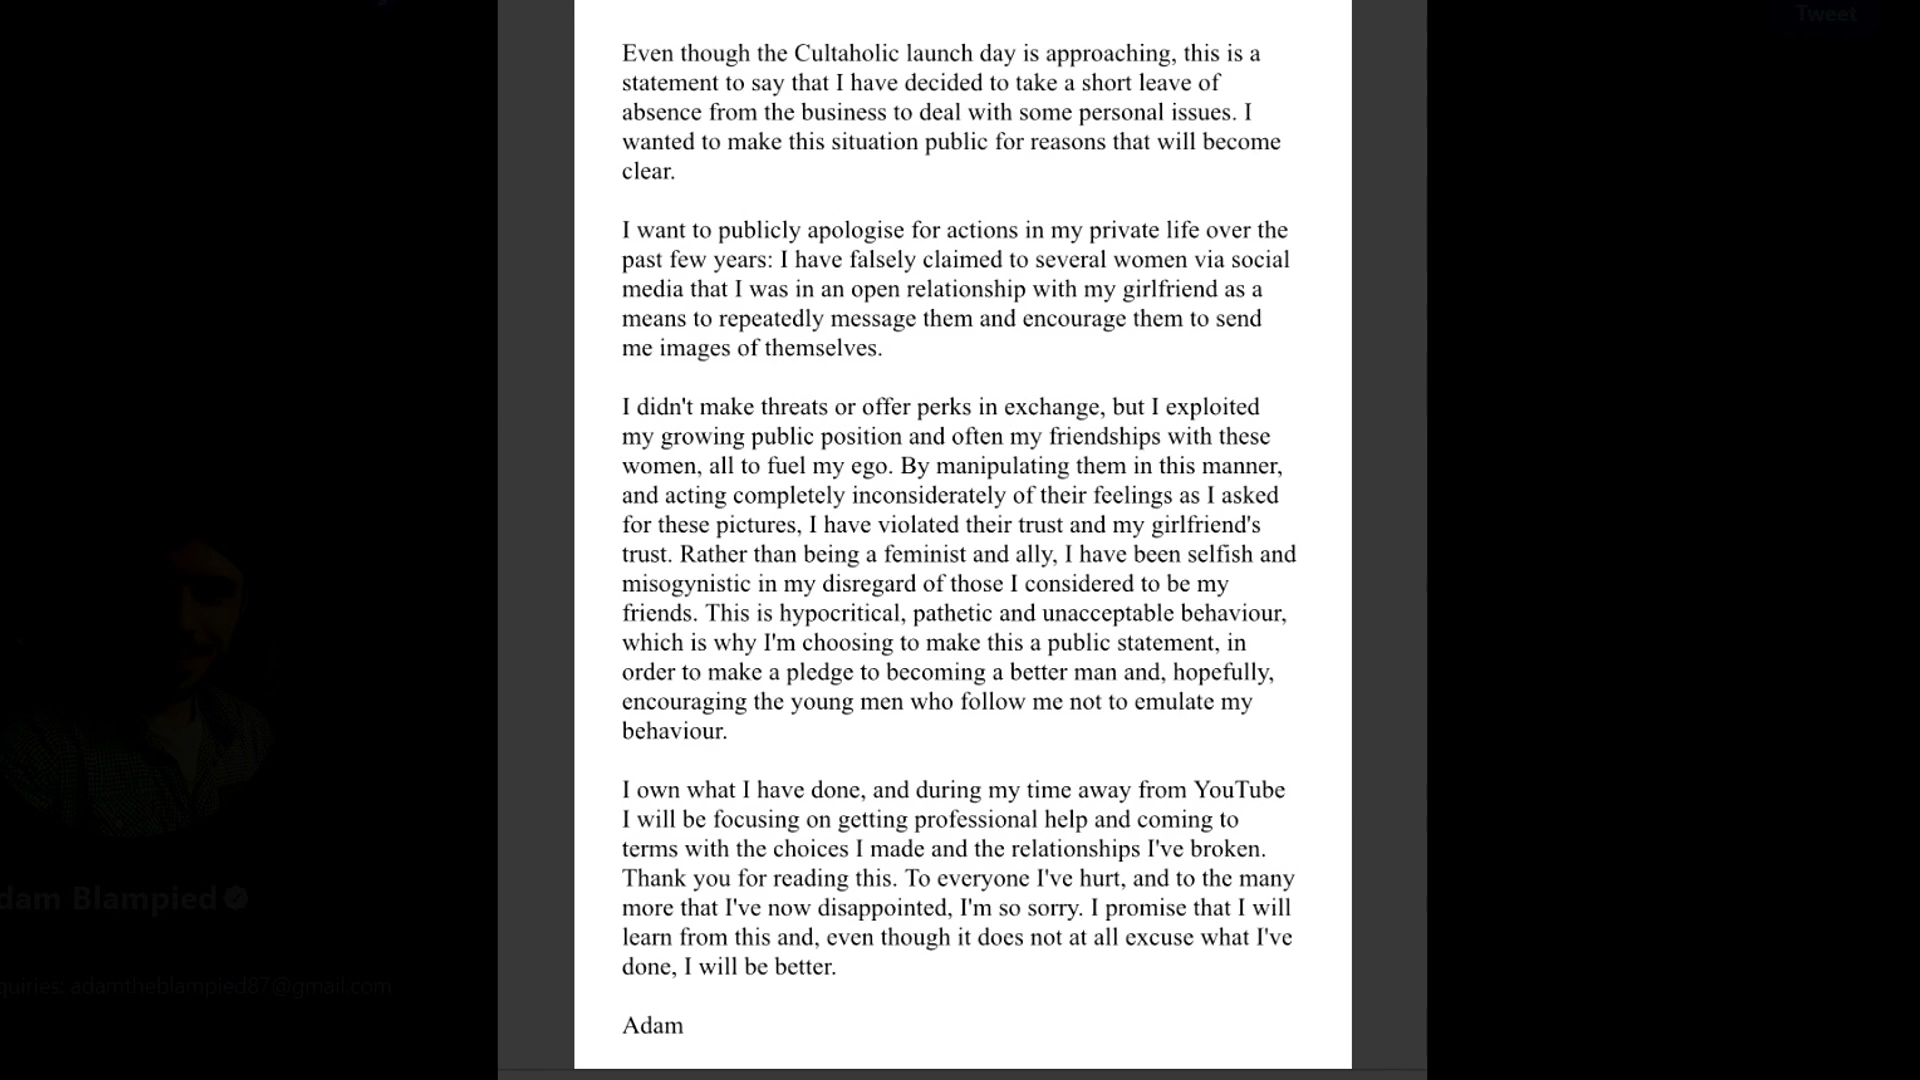 Tweet
Even though the Cultaholic launch day is approaching, this is a
statement to say that I have decided to take a short leave of
absence from the business to deal with some personal issues. I
wanted to make this situation public for reasons that will become
clear.
I want to publicly apologise for actions in my private life over the
past few years: I have falsely claimed to several women via social
media that I was in an open relationship with my girlfriend as a
means to repeatedly message them and encourage them to send
me images of themselves.
I didn't make threats or offer perks in exchange, but I exploited
my growing public position and often my friendships with these
women, all to fuel my ego. By manipulating them in this manner,
and acting completely inconsiderately of their feelings as I asked
for these pictures, I have violated their trust and my girlfriend's
trust. Rather than being a feminist and ally, I have been selfish and
misogynistic in my disregard of those I considered to be my
friends. This is hypocritical, pathetic and unacceptable behaviour,
which is why I'm choosing to make this a public statement, in
order to make a pledge to becoming a better man and, hopefully,
encouraging the young men who follow me not to emulate my
behaviour.
I own what I have done, and during my time away from YouTube
I will be focusing on getting professional help and coming to
terms with the choices I made and the relationships I've broken.
Thank you for reading this. To everyone I've hurt, and to the many
more that I've now disappointed, I'm so sorry. I promise that I will
learn from this and, even though it does not at all excuse what I've
done, I will be better.
Adam
dam Blampied
quiries: adamtheblampied87@gmail.com